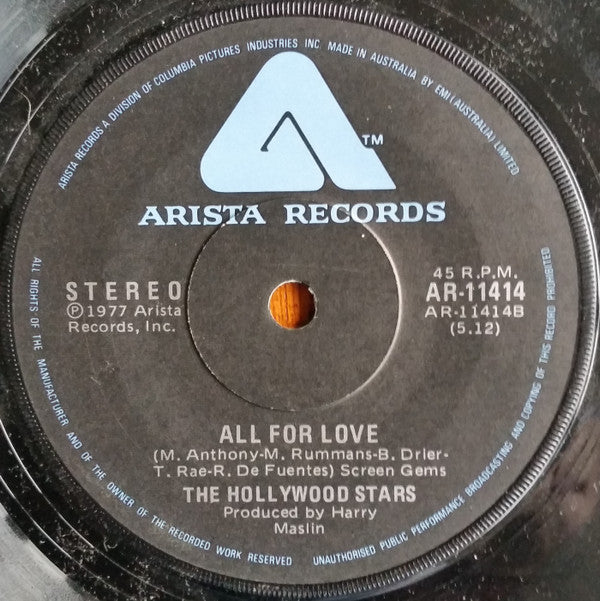 ARISTA RECORDS A DIVISION OF COLUMBIA PICTURES INDUSTRIES INC MADE IN AUSTRALIA BY EMI (AUSTRALIA) LIMITED
TM
ARISTA RECORDS
STEREO
Ⓟ1977 Arista
Records, Inc.
45 R.P.M.
AR-11414
AR-11414B
(5.12)
ALL FOR LOVE
(M. Anthony-M. Rummans-B. Drier-
T. Rae-R. De Fuentes) Screen Gems
THE HOLLYWOOD STARS
Produced by Harry
Maslin
ALL RIGHTS OF THE MANUFACTURER AND OF THE OWNER OF THE RECORDED WORK RESERVED
UNAUTHORISED PUBLIC PERFORMANCE BROADCASTING AND COPYING OF THIS RECORD PROHIBITED